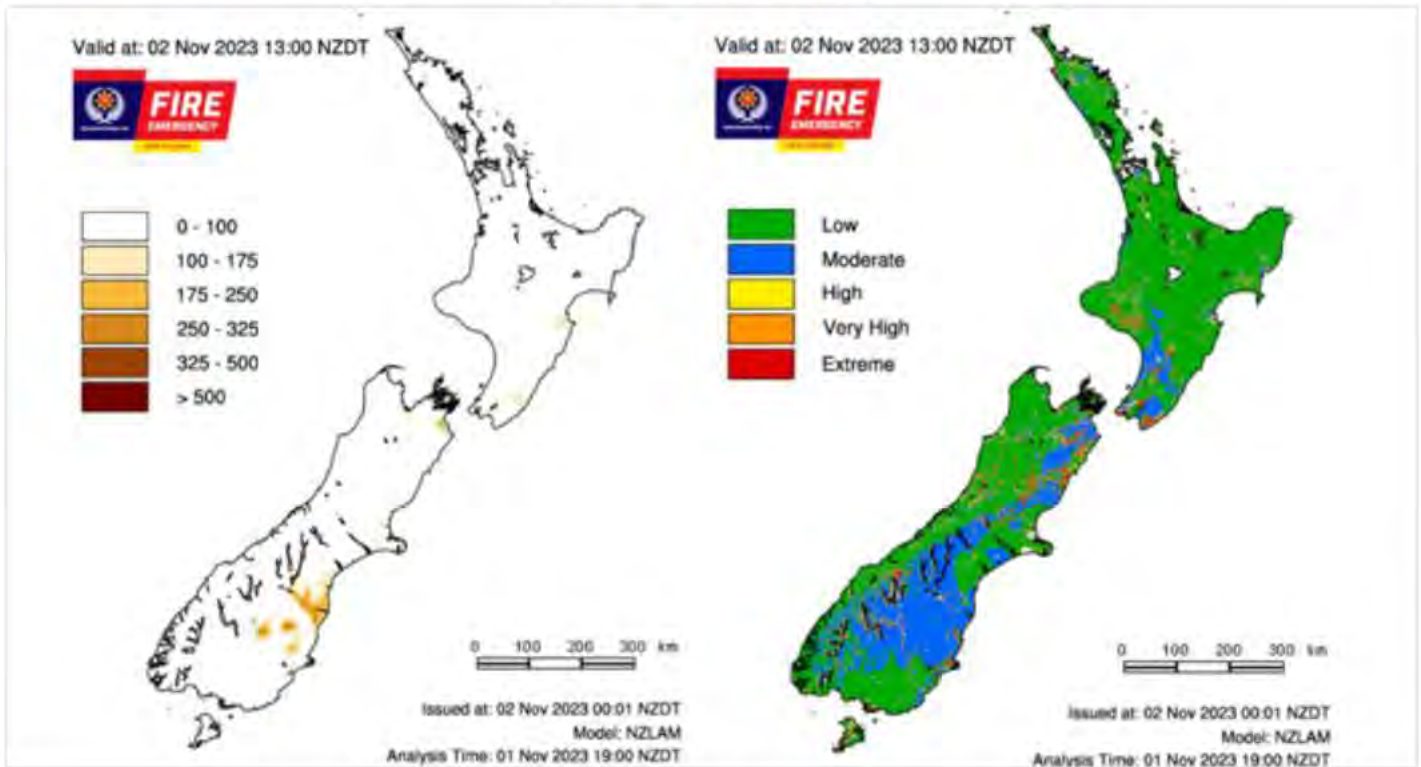 Valid at: 02 Nov 2023 13:00 NZDT
FIRE
EMERGENCY
0 - 100
100 - 175
175 - 250
250 - 325
325 - 500
> 500
0 100 200 300 km
Issued at: 02 Nov 2023 00:01 NZDT
Model: NZLAM
Analysis Time: 01 Nov 2023 19:00 NZDT
Valid at: 02 Nov 2023 13:00 NZDT
FIRE
EMERGENCY
Low
Moderate
High
Very High
Extreme
0 100 200 300 km
Issued at: 02 Nov 2023 00:01 NZDT
Model: NZLAM
Analysis Time: 01 Nov 2023 19:00 NZDT